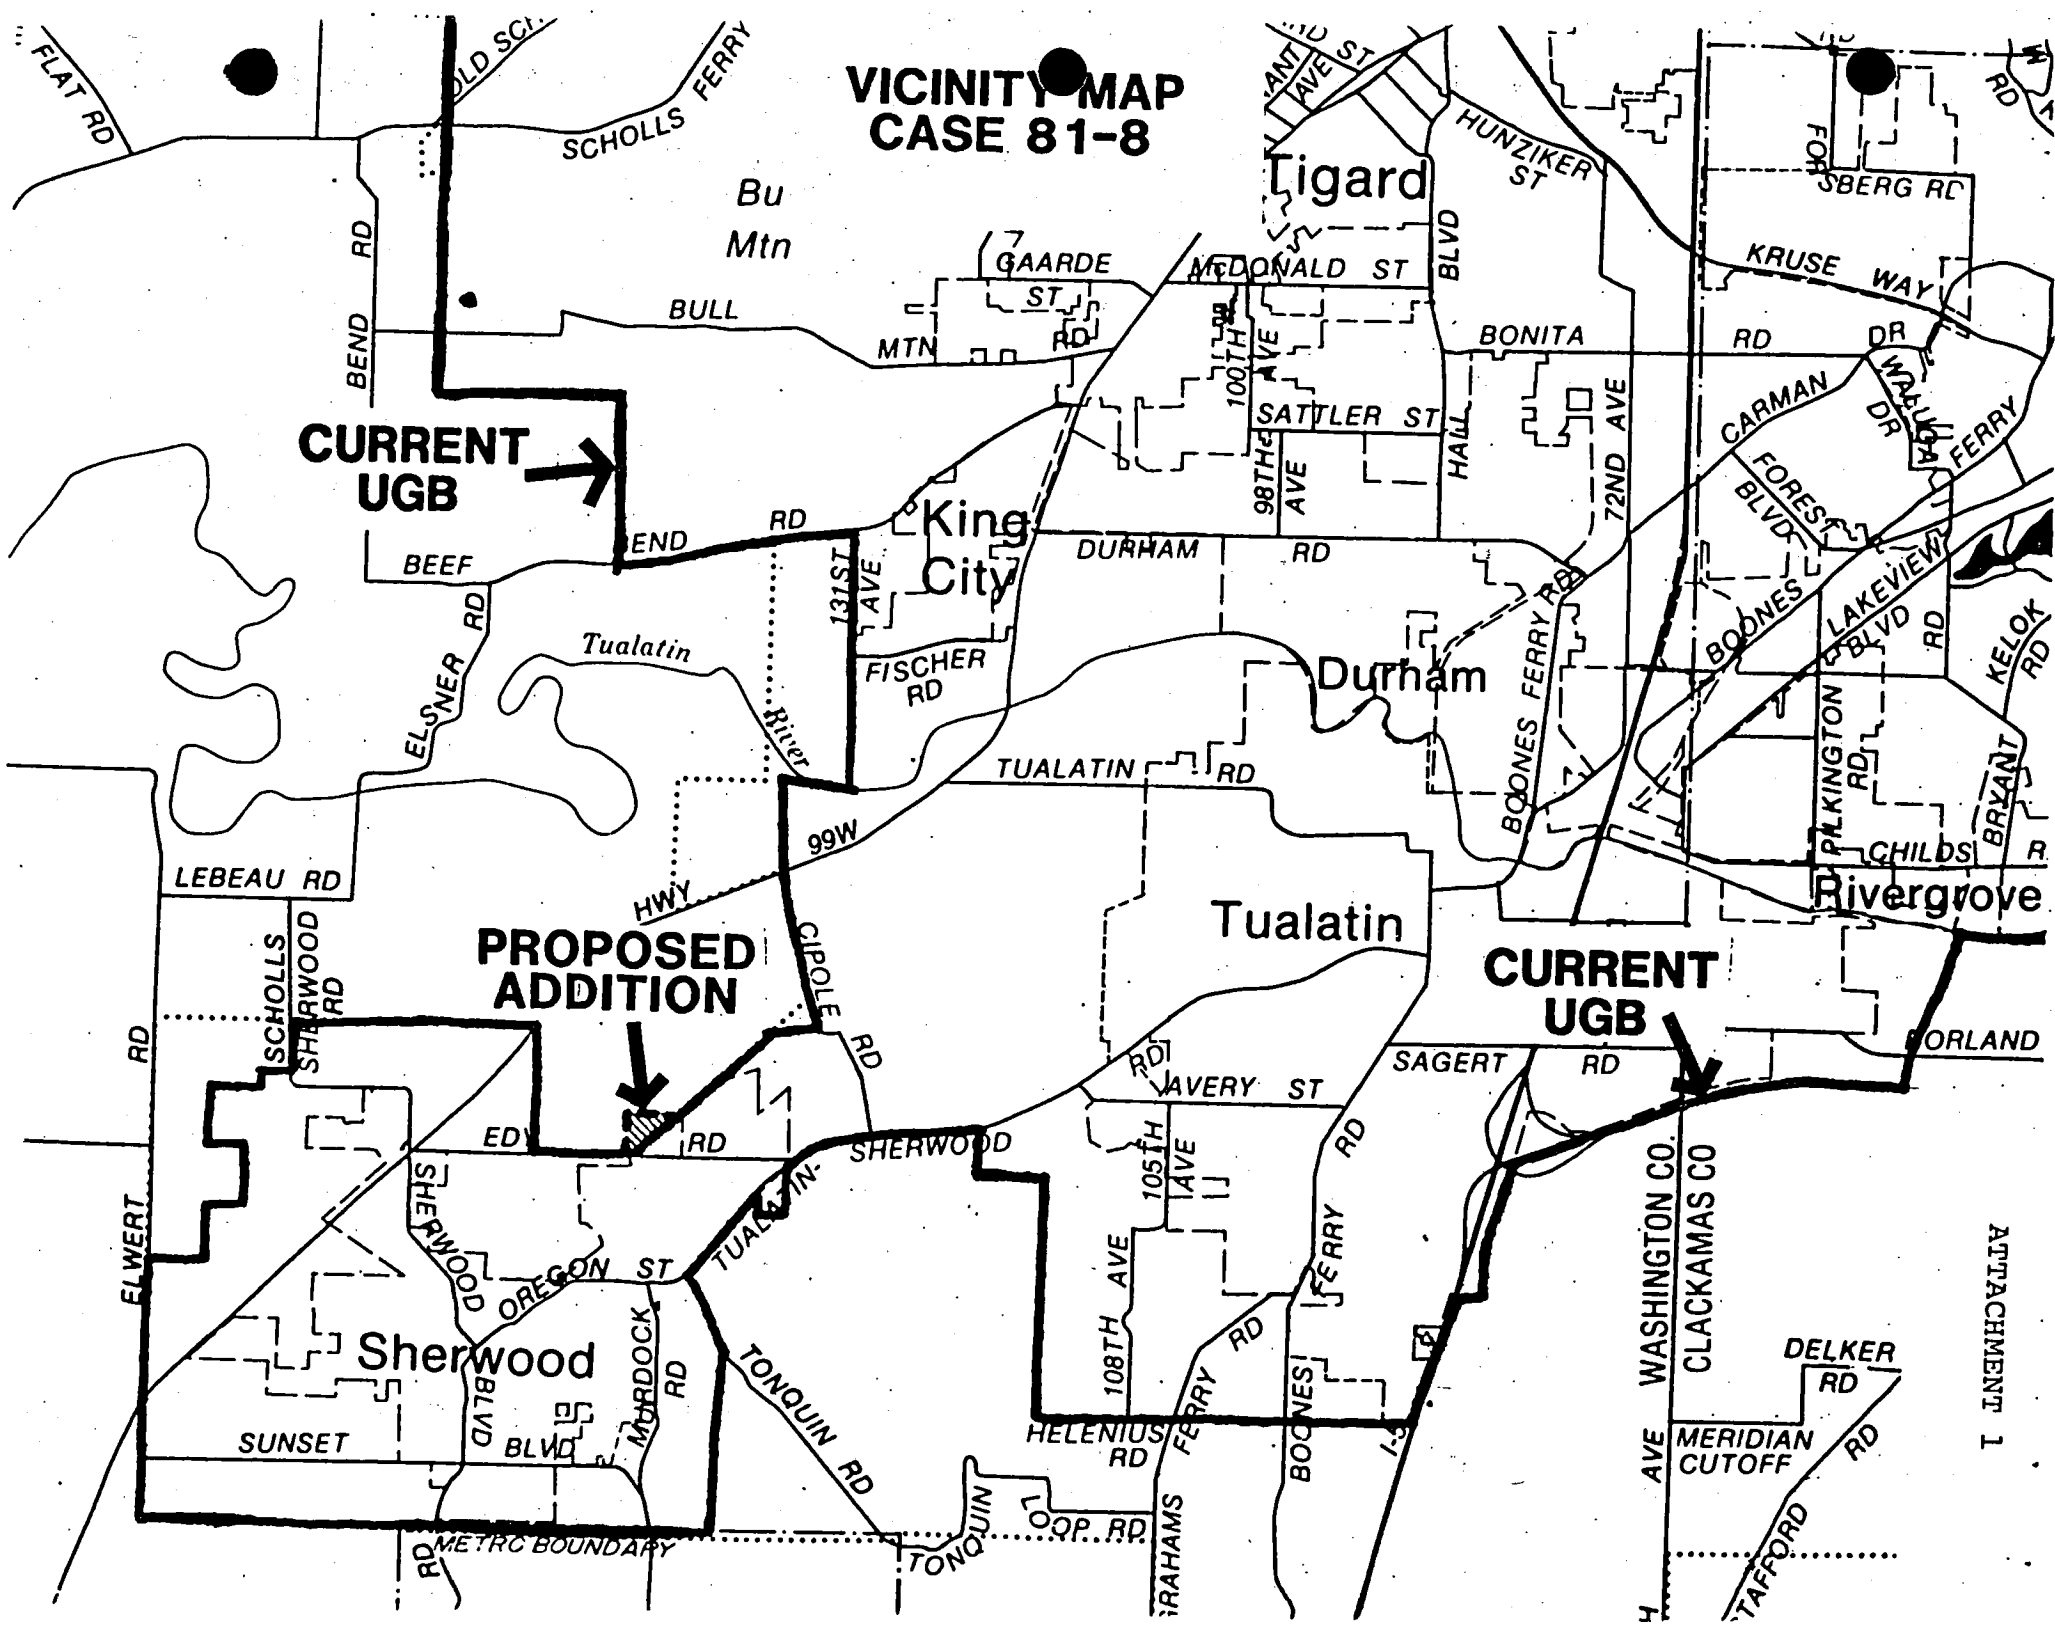 VICINITY MAP
CASE 81-8
FLAT RD
OLD SCH.
SCHOLLS FERRY
Bu
Mtn
Tigard
HUNZIKER
ST
ST
AVE
RD
SBERG RD
KRUSE WAY
BEND RD
BULL
MTN
RD
GAARDE
ST
McDONALD ST
BLVD
100TH
AVE
BONITA RD
DR
WALUGA
DR
CARMAN
FERRY
SATTLER ST
HALL
72ND AVE
98TH
AVE
FOREST
BLVD
CURRENT
UGB
King
City
BEEF
BEND
RD
131ST
AVE
DURHAM RD
BOONES
LAKEVIEW
BLVD
RD
KELOK
RD
ELSNER
RD
Tualatin
River
FISCHER
RD
Durham
BOONES FERRY RD
PILKINGTON
RD
BRYANT
TUALATIN RD
HWY 99W
LEBEAU RD
CHILDS R
Rivergrove
SCHOLLS
SHERWOOD
RD
PROPOSED
ADDITION
CIPOLE
RD
Tualatin
CURRENT
UGB
BORLAND
SAGERT RD
RD
AVERY ST
RD
ED
RD
SHERWOOD
TUALATIN-
ELWERT
RD
SHERWOOD
BLVD
OREGON ST
Sherwood
MURDOCK
RD
TONQUIN
RD
105TH
AVE
108TH AVE
FERRY
RD
FERRY
BOONES
WASHINGTON CO.
CLACKAMAS CO
ATTACHMENT 1
DELKER
RD
SUNSET BLVD
HELENIUS
RD
I-5
MERIDIAN
CUTOFF
AVE
RD
METRO BOUNDARY
RD
TONQUIN
LOOP RD
RAHAMS
TAFFORD